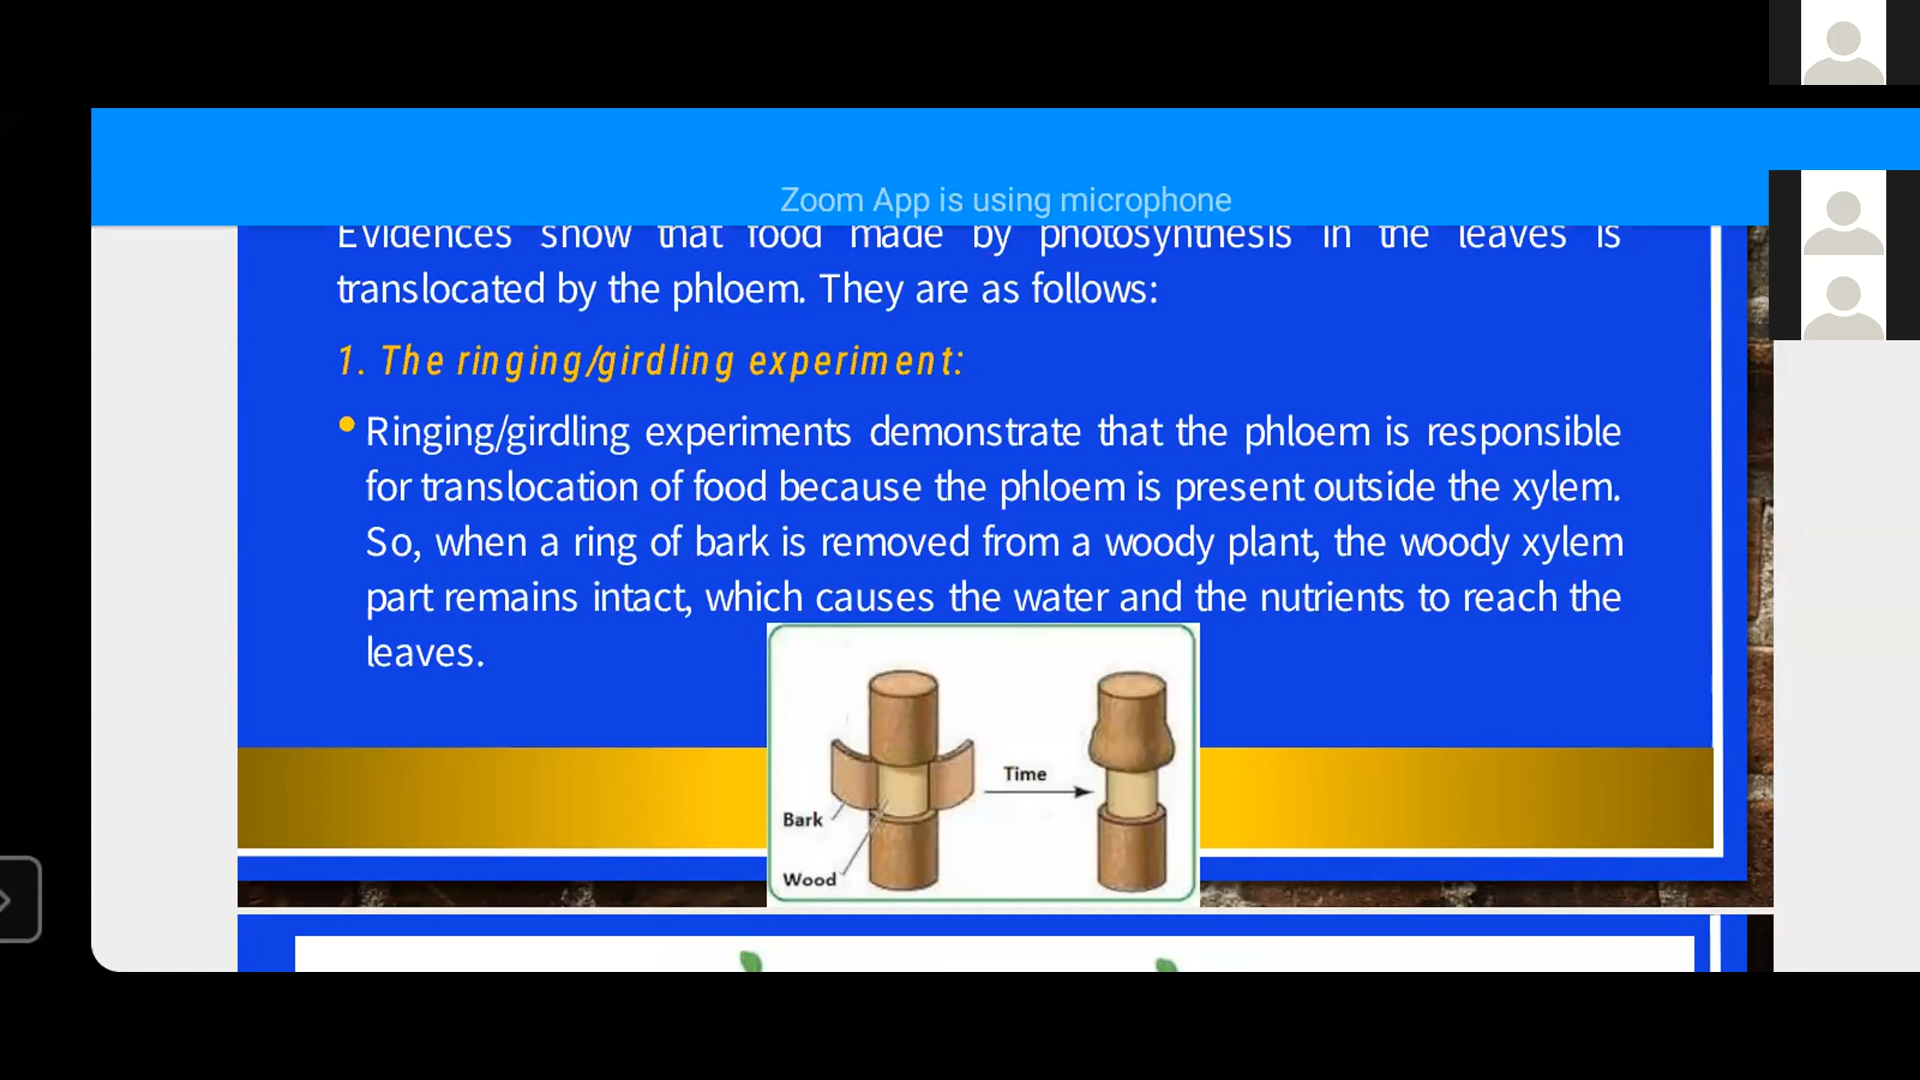 Zoom App is using microphone
Evidences show that food made by photosynthesis in the leaves is
translocated by the phloem. They are as follows:
1. The ringing/girdling experiment:
• Ringing/girdling experiments demonstrate that the phloem is responsible
for translocation of food because the phloem is present outside the xylem.
So, when a ring of bark is removed from a woody plant, the woody xylem
part remains intact, which causes the water and the nutrients to reach the
leaves.
Time
Bark
Wood